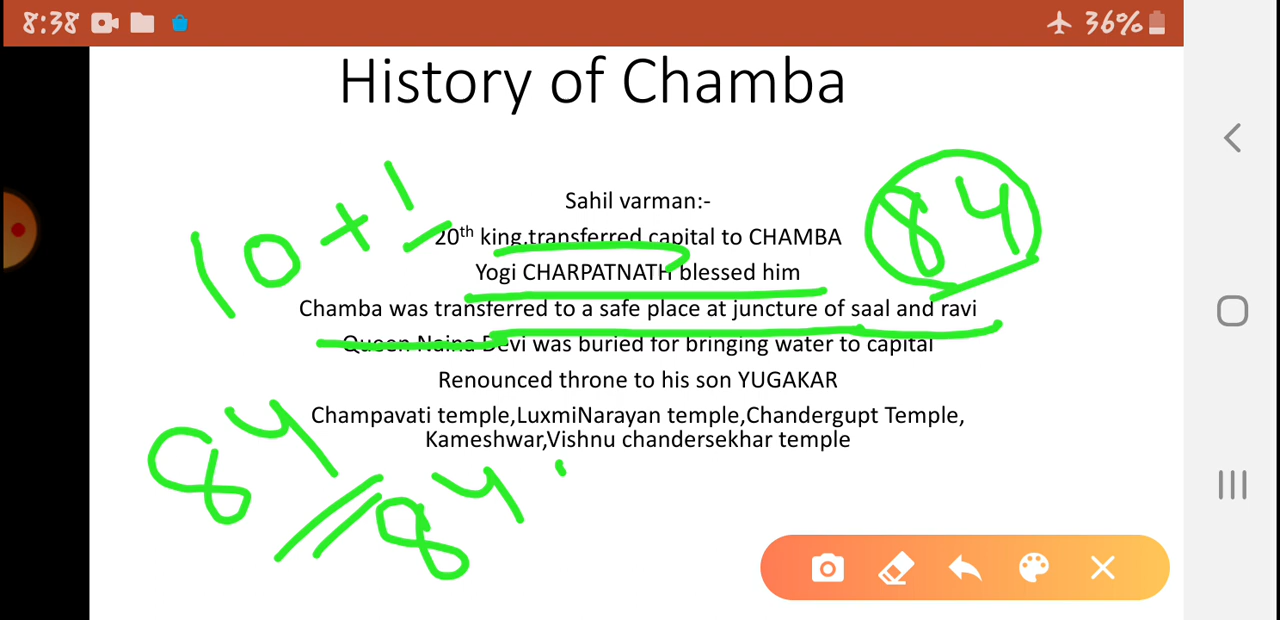 8:38 36%
History of Chamba
Sahil varman:-
20th king.transferred capital to CHAMBA
Yogi CHARPATNATH blessed him
Chamba was transferred to a safe place at juncture of saal and ravi
Queen Naina Devi was buried for bringing water to capital
Renounced throne to his son YUGAKAR
Champavati temple,LuxmiNarayan temple,Chandergupt Temple,
Kameshwar,Vishnu chandersekhar temple
10+1
84
84
84